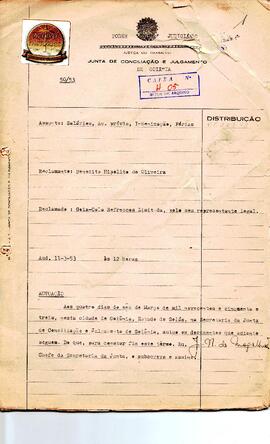 PODER JUDICIÁRIO
JUSTIÇA DO TRABALHO
JUNTA DE CONCILIAÇÃO E JULGAMENTO
DE GOIÂNIA
50/53
CAIXA Nº
H 05
SETOR DE ARQUIVO
DISTRIBUIÇÃO
Assunto: Salários, Av. prévio, Indenização, Férias
Reclamante: Benedito Hipolito de Oliveira
Reclamado : Coca-Cola Refrescos Limitada, pelo seu representante legal.
Aud. 11-3-53 às 12 horas
AUTUAÇÃO
Aos quatro dias do mês de Março de mil novecentos e cinquenta e
três, nesta cidade de Goiânia, Estado de Goiás, na Secretaria da Junta
de Conciliação e Julgamento de Goiânia, autuo os documentos que adiante
seguem. Do que, para constar fiz este têrmo. Eu,
Chefe da Secretaria da Junta, o subscrevo e assino.